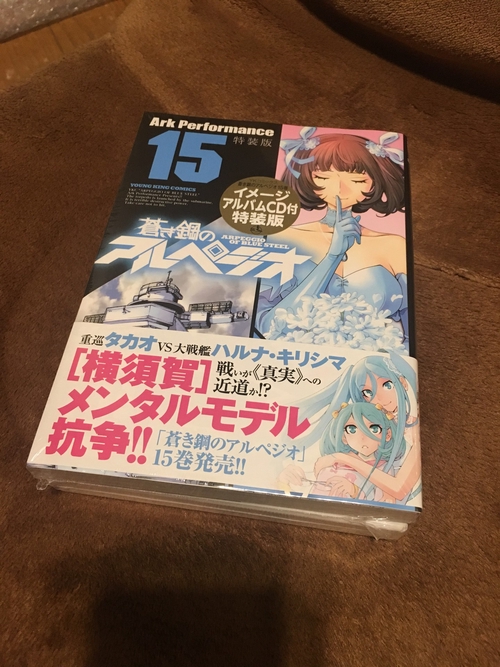 Ark Performance
15
特装版
YOUNG KING COMICS
イメージ
アルバムCD付
特装版
蒼き鋼の
アルペジオ
ARPEGGIO
OF BLUE STEEL
重巡タカオVS大戦艦ハルナ・キリシマ
[横須賀]
戦いが《真実》への
近道か!?
メンタルモデル
抗争!!
「蒼き鋼のアルペジオ」
15巻発売!!